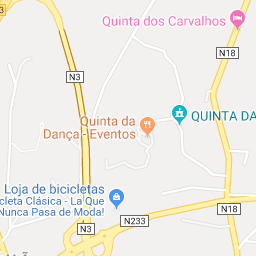 Quinta dos Carvalhos
N18
N3
Quinta da
Dança - Eventos
QUINTA DA
Loja de bicicletas
cleta Clásica - La Que
Nunca Pasa de Moda!
N233
N18
N3